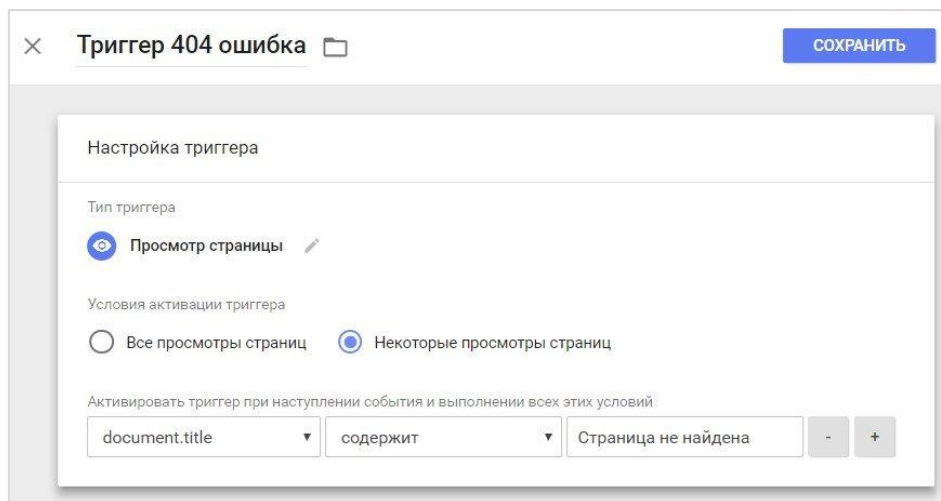 Триггер 404 ошибка
СОХРАНИТЬ
Настройка триггера
Тип триггера
Просмотр страницы
Условия активации триггера
Все просмотры страниц Некоторые просмотры страниц
Активировать триггер при наступлении события и выполнении всех этих условий
document.title содержит Страница не найдена - +